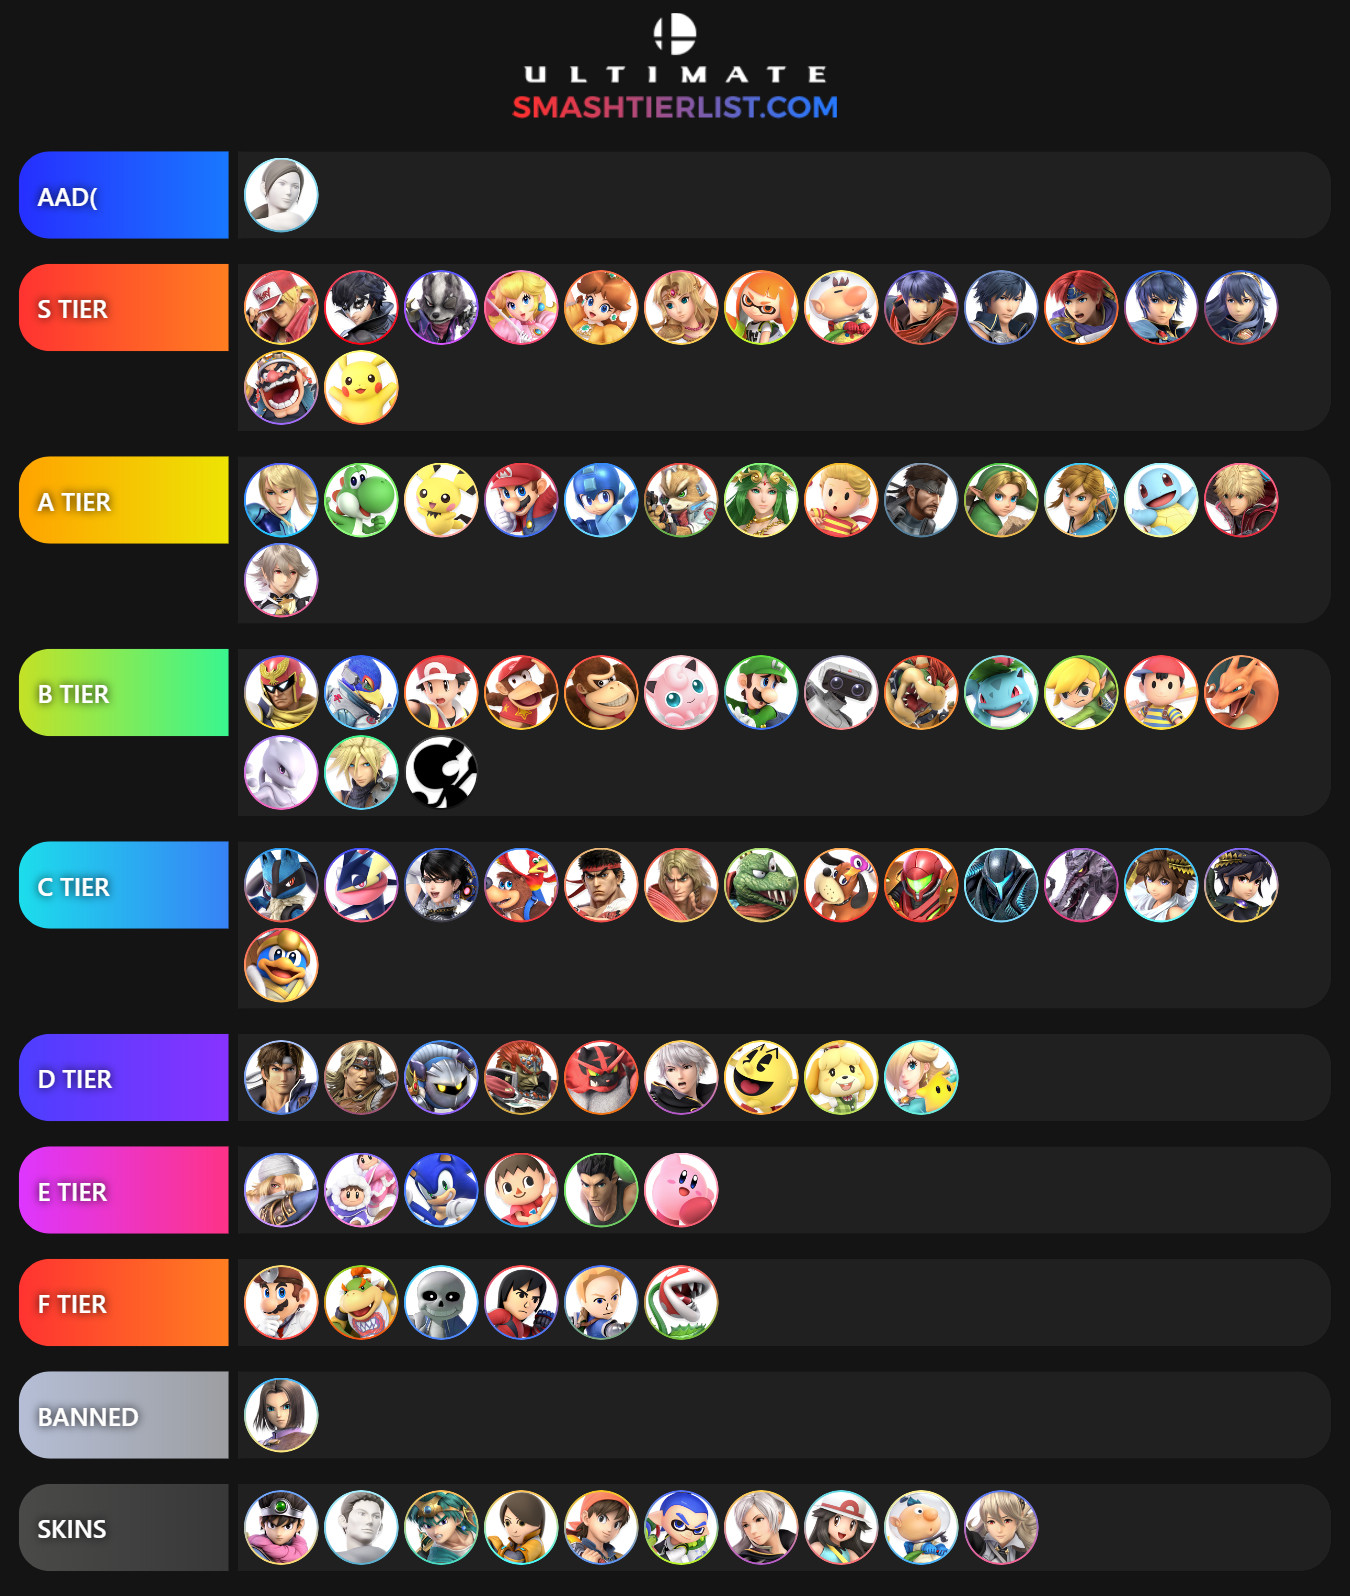 ULTIMATE
SMASHTIERLIST.COM
AAD(
S TIER
A TIER
B TIER
C TIER
D TIER
E TIER
F TIER
BANNED
SKINS